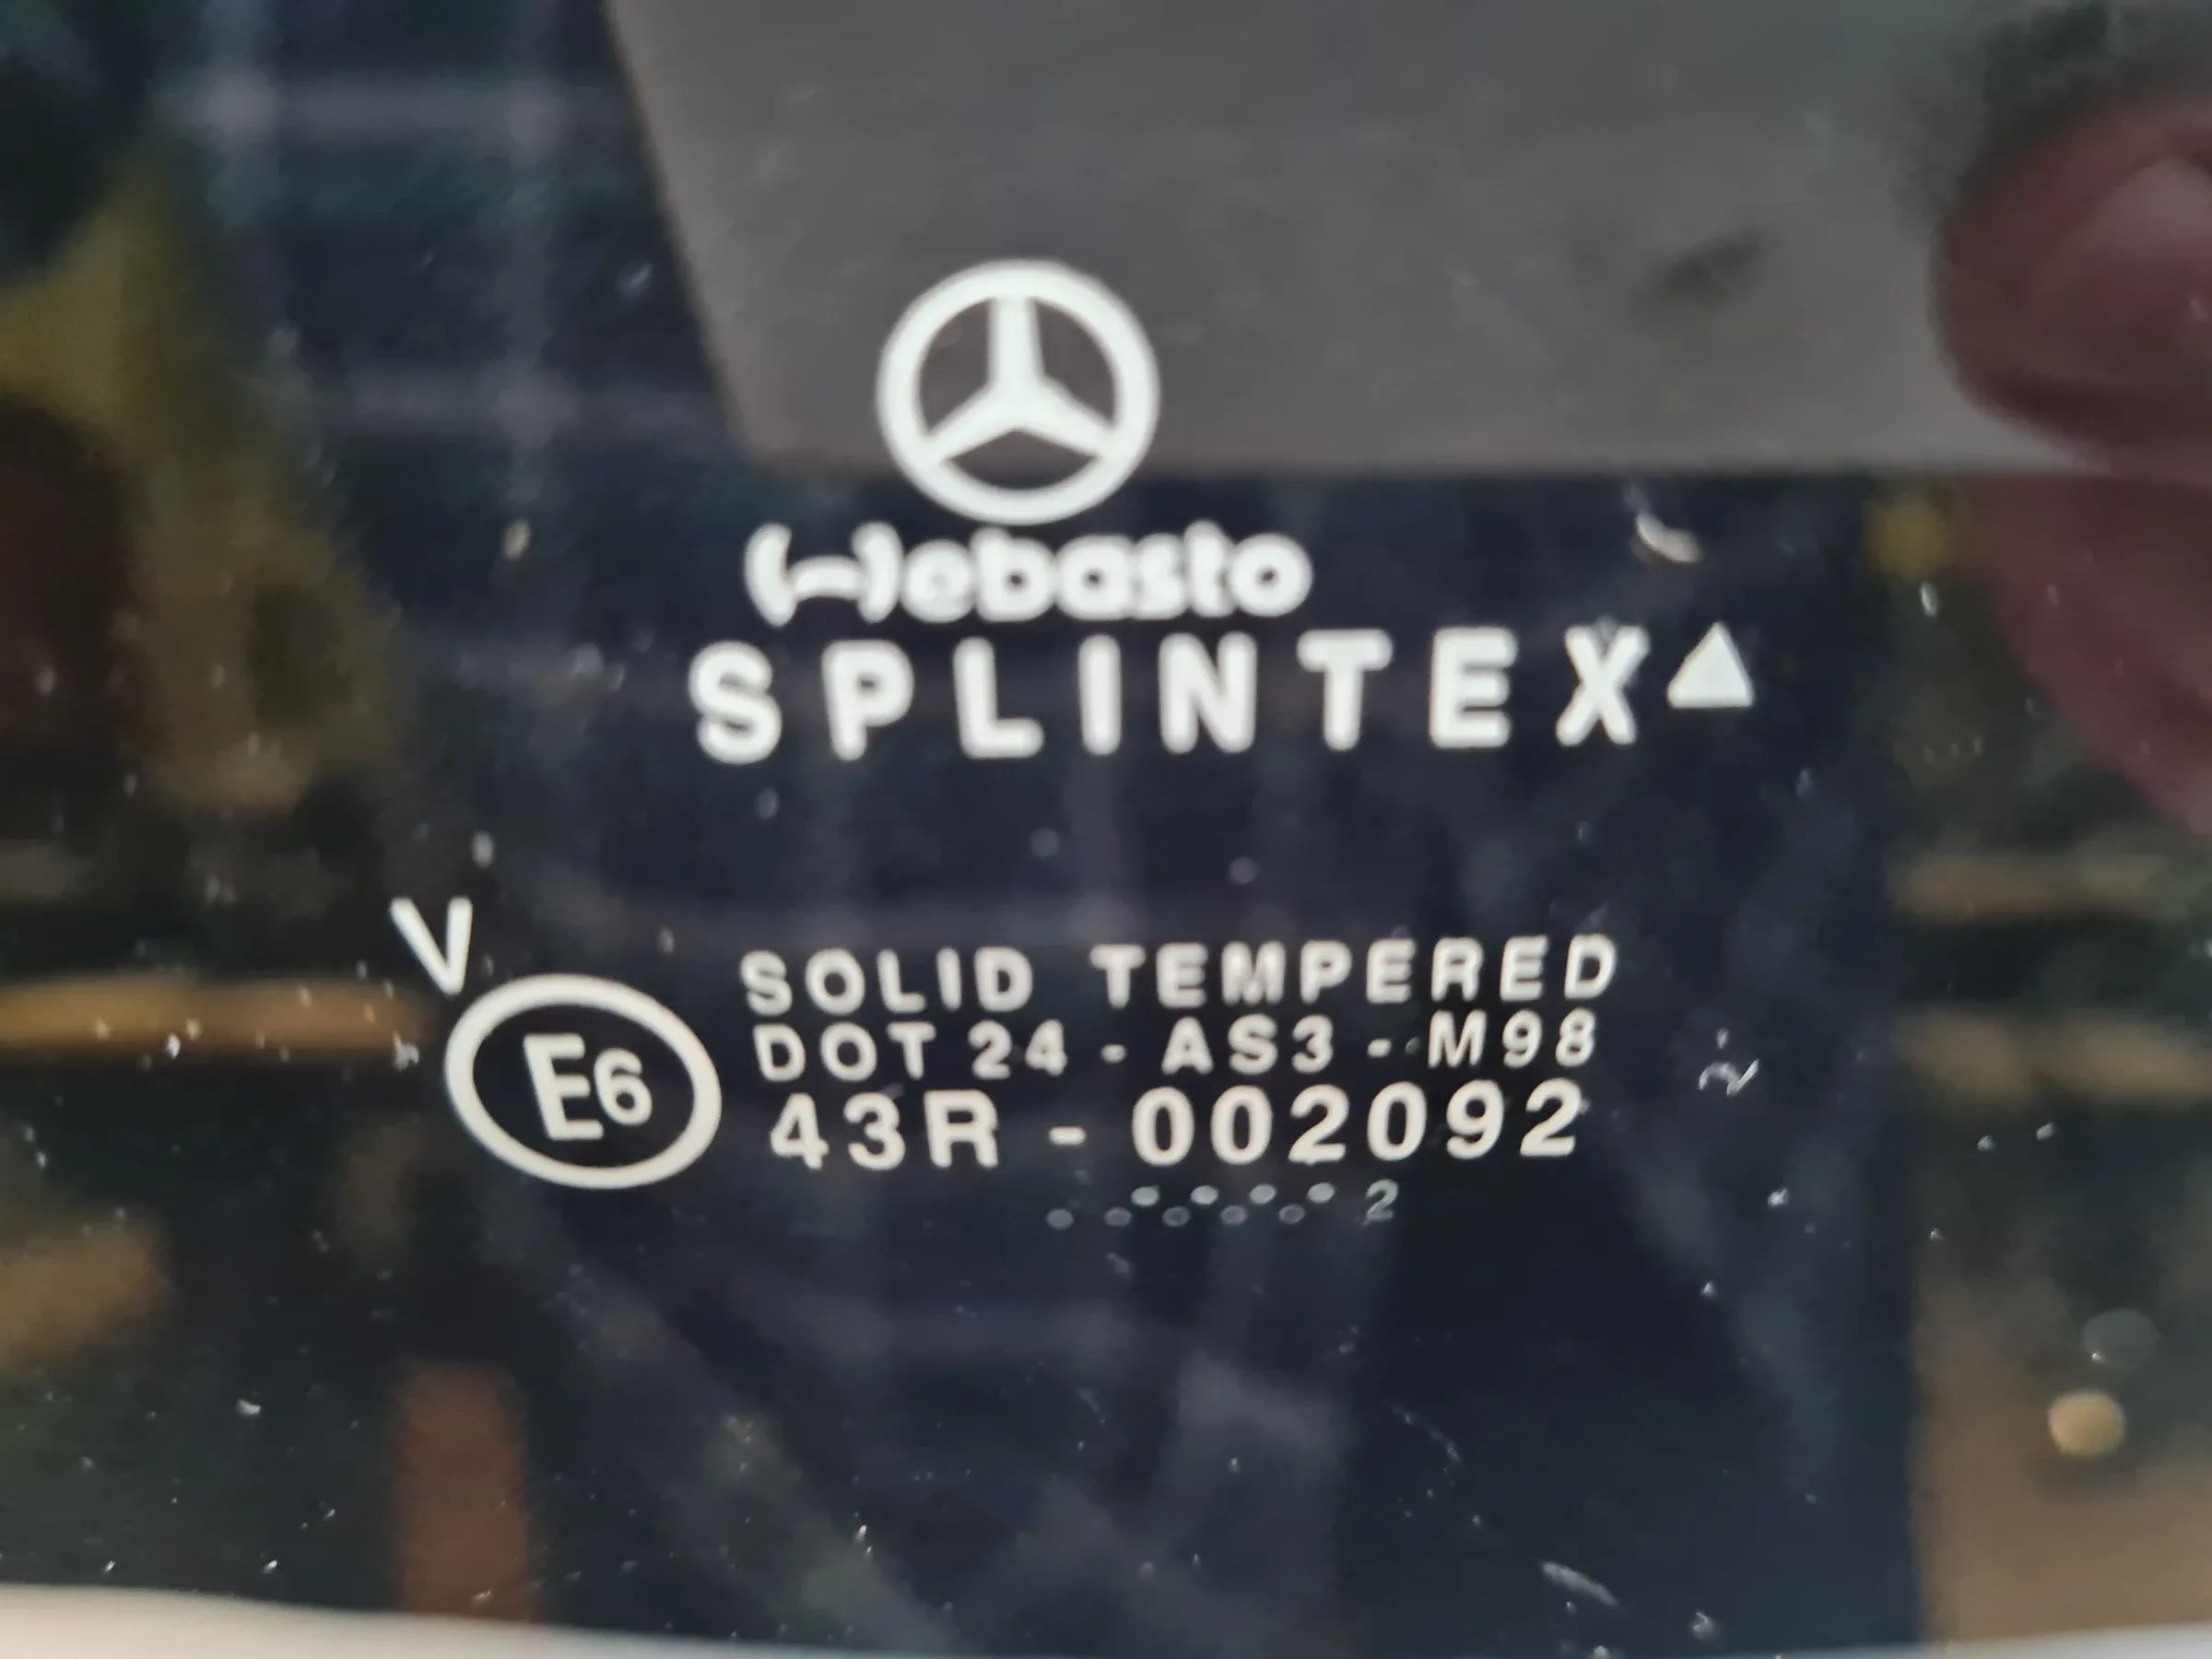 Webasto
SPLINTEX
V
E6
SOLID TEMPERED
DOT 24 - AS3 - M98
43R - 002092
2